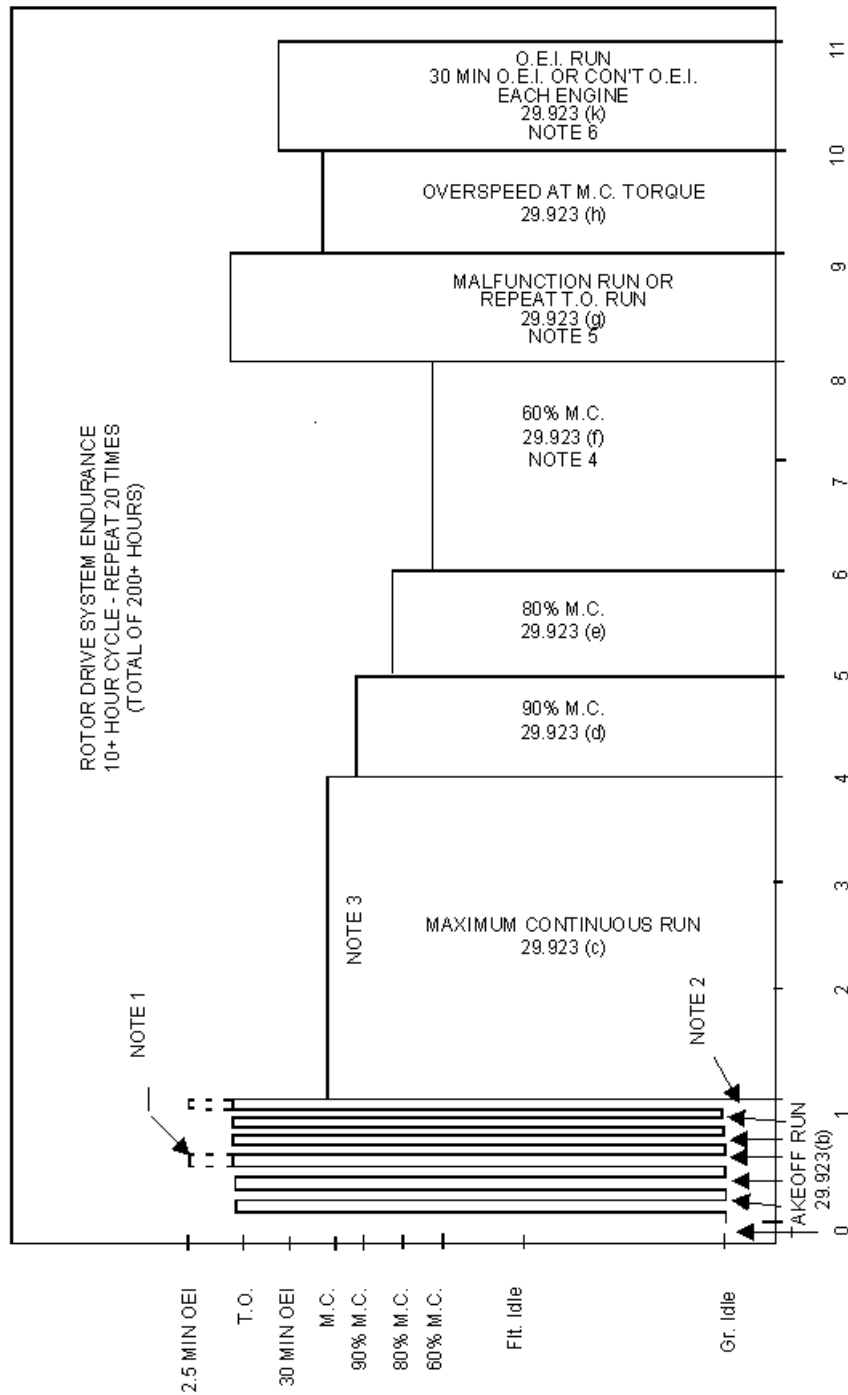 ROTOR DRIVE SYSTEM ENDURANCE
10+ HOUR CYCLE - REPEAT 20 TIMES
(TOTAL OF 200+ HOURS)
2.5 MIN OEI
T.O.
30 MIN OEI
M.C.
90% M.C.
80% M.C.
60% M.C.
Flt. Idle
Gr. Idle
NOTE 1
NOTE 2
NOTE 3
AKEOFF RUN
29.923(b)
MAXIMUM CONTINUOUS RUN
29.923 (c)
90% M.C.
29.923 (d)
80% M.C.
29.923 (e)
60% M.C.
29.923 (f)
NOTE 4
MALFUNCTION RUN OR
REPEAT T.O. RUN
29.923 (g)
NOTE 5
OVERSPEED AT M.C. TORQUE
29.923 (h)
O.E.I. RUN
30 MIN O.E.I. OR CON'T O.E.I.
EACH ENGINE
29.923 (k)
NOTE 6
0
1
2
3
4
5
6
7
8
9
10
11